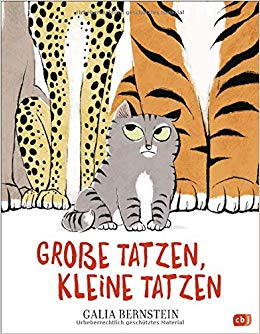 GROẞE TATZEN,
KLEINE TATZEN
GALIA BERNSTEIN
Urheberrechtlich geschütztes Material
cbj